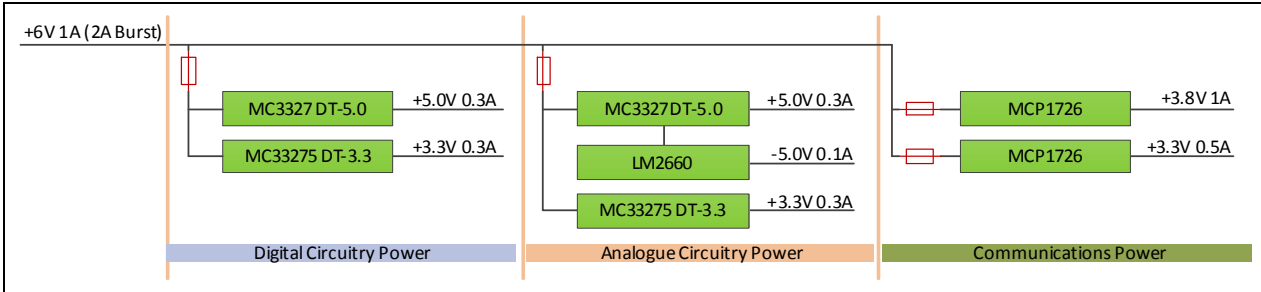 +6V 1A (2A Burst)
MC3327 DT-5.0
+5.0V 0.3A
MC33275 DT-3.3
+3.3V 0.3A
Digital Circuitry Power
MC3327DT-5.0
+5.0V 0.3A
LM2660
-5.0V 0.1A
MC33275 DT-3.3
+3.3V 0.3A
Analogue Circuitry Power
MCP1726
+3.8V 1A
MCP1726
+3.3V 0.5A
Communications Power